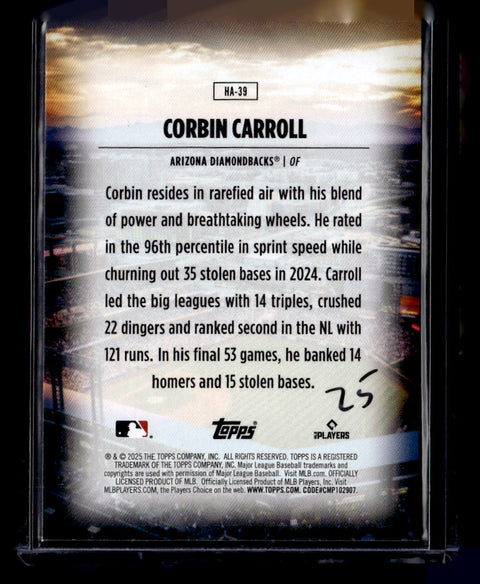 HA-39
CORBIN CARROLL
ARIZONA DIAMONDBACKS® | OF
Corbin resides in rarefied air with his blend
of power and breathtaking wheels. He rated
in the 96th percentile in sprint speed while
churning out 35 stolen bases in 2024. Carroll
led the big leagues with 14 triples, crushed
22 dingers and ranked second in the NL with
121 runs. In his final 53 games, he banked 14
homers and 15 stolen bases.
25
Topps®
MLB PLAYERS
® & © 2025 THE TOPPS COMPANY, INC. ALL RIGHTS RESERVED. TOPPS IS A REGISTERED
TRADEMARK OF THE TOPPS COMPANY, INC. Major League Baseball trademarks and
copyrights are used with permission of Major League Baseball. Visit MLB.com. OFFICIALLY
LICENSED PRODUCT OF MLB. Officially Licensed Product of MLB Players, Inc. Visit
MLBPLAYERS.COM, the Players Choice on the web. WWW.TOPPS.COM. CODE#CMP102907.